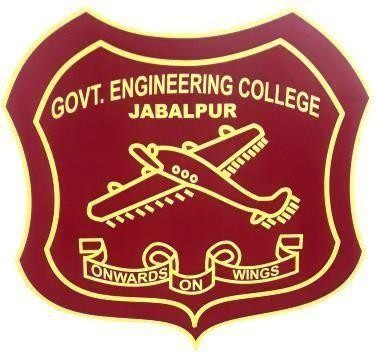 GOVT. ENGINEERING COLLEGE
JABALPUR
ONWARDS ON WINGS